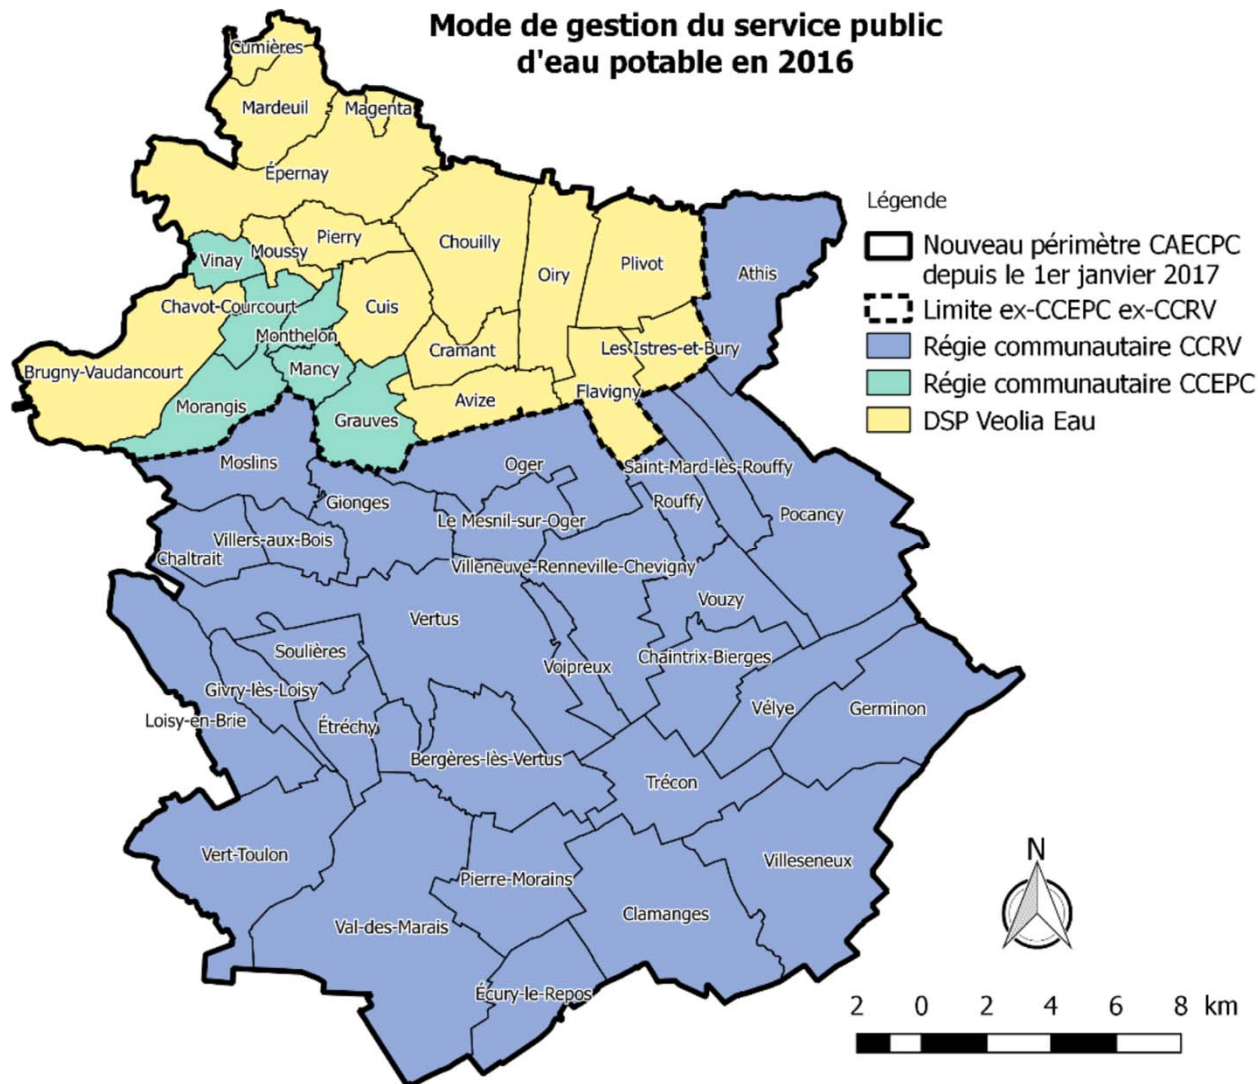 Mode de gestion du service public
d'eau potable en 2016
Cumières
Mardeuil
Magenta
Épernay
Vinay
Moussy
Pierry
Chouilly
Oiry
Plivot
Athis
Chavot-Courcourt
Cuis
Monthelon
Brugny-Vaudancourt
Mancy
Cramant
Les Istres-et-Bury
Morangis
Grauves
Avize
Flavigny
Légende
Nouveau périmètre CAECPC
depuis le 1er janvier 2017
Limite ex-CCEPC ex-CCRV
Régie communautaire CCRV
Régie communautaire CCEPC
DSP Veolia Eau
Moslins
Oger
Saint-Mard-lès-Rouffy
Gionges
Rouffy
Le Mesnil-sur-Oger
Pocancy
Villers-aux-Bois
Chaltrait
Villeneuve-Renneville-Chevigny
Vouzy
Vertus
Soulières
Voipreux
Chaintrix-Bierges
Givry-lès-Loisy
Loisy-en-Brie
Étréchy
Vélye
Germinon
Bergères-lès-Vertus
Trécon
Vert-Toulon
Villeseneux
Pierre-Morains
Clamanges
Val-des-Marais
Écury-le-Repos
N
2 0 2 4 6 8 km